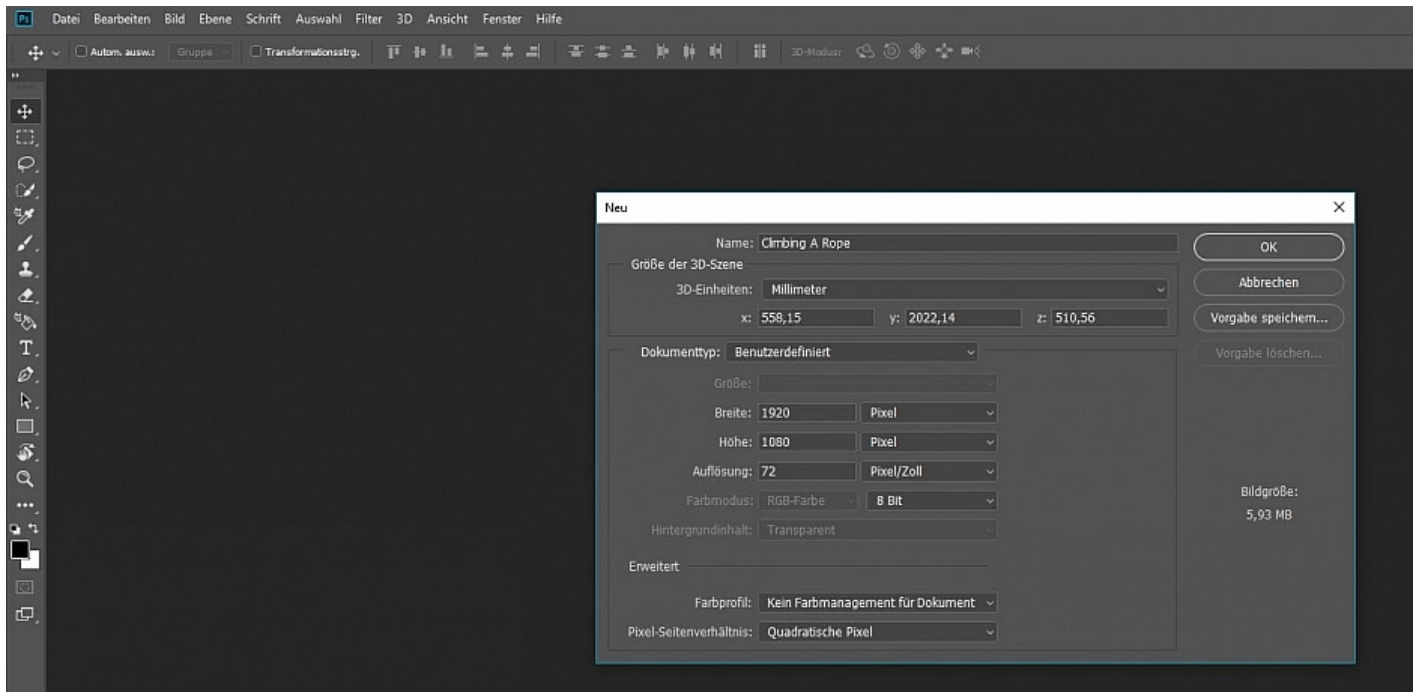 Ps Datei Bearbeiten Bild Ebene Schrift Auswahl Filter 3D Ansicht Fenster Hilfe
Autom. ausw.: Gruppe Transformationsstrg. 3D-Modus:
Neu
Name: Climbing A Rope
OK
Größe der 3D-Szene
3D-Einheiten: Millimeter
Abbrechen
x: 558,15 y: 2022,14 z: 510,56
Vorgabe speichern...
Dokumenttyp: Benutzerdefiniert
Vorgabe löschen...
Größe:
Breite: 1920 Pixel
Höhe: 1080 Pixel
Auflösung: 72 Pixel/Zoll
Farbmodus: RGB-Farbe 8 Bit
Bildgröße:
5,93 MB
Hintergrundinhalt: Transparent
Erweitert
Farbprofil: Kein Farbmanagement für Dokument
Pixel-Seitenverhältnis: Quadratische Pixel